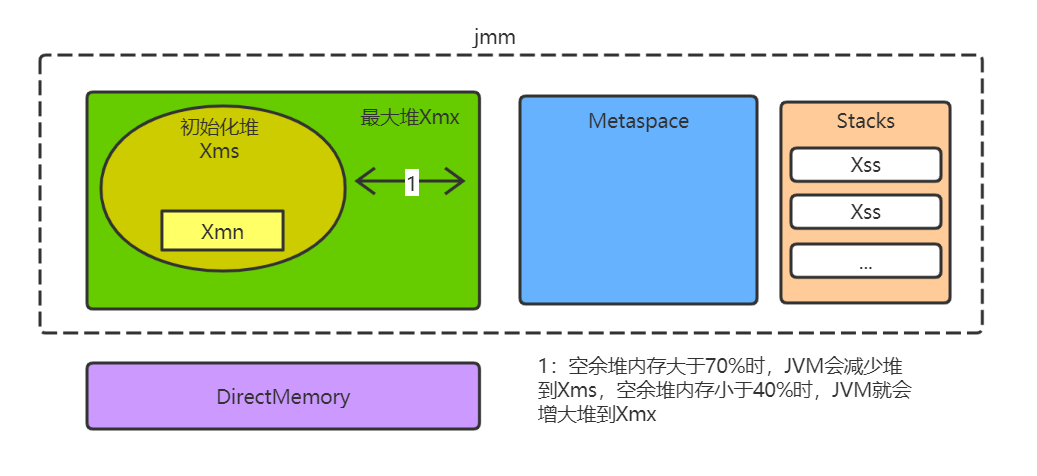 jmm
初始化堆
Xms
最大堆Xmx
1
Xmn
Metaspace
Stacks
Xss
Xss
...
DirectMemory
1：空余堆内存大于70%时，JVM会减少堆
到Xms，空余堆内存小于40%时，JVM就会
增大堆到Xmx